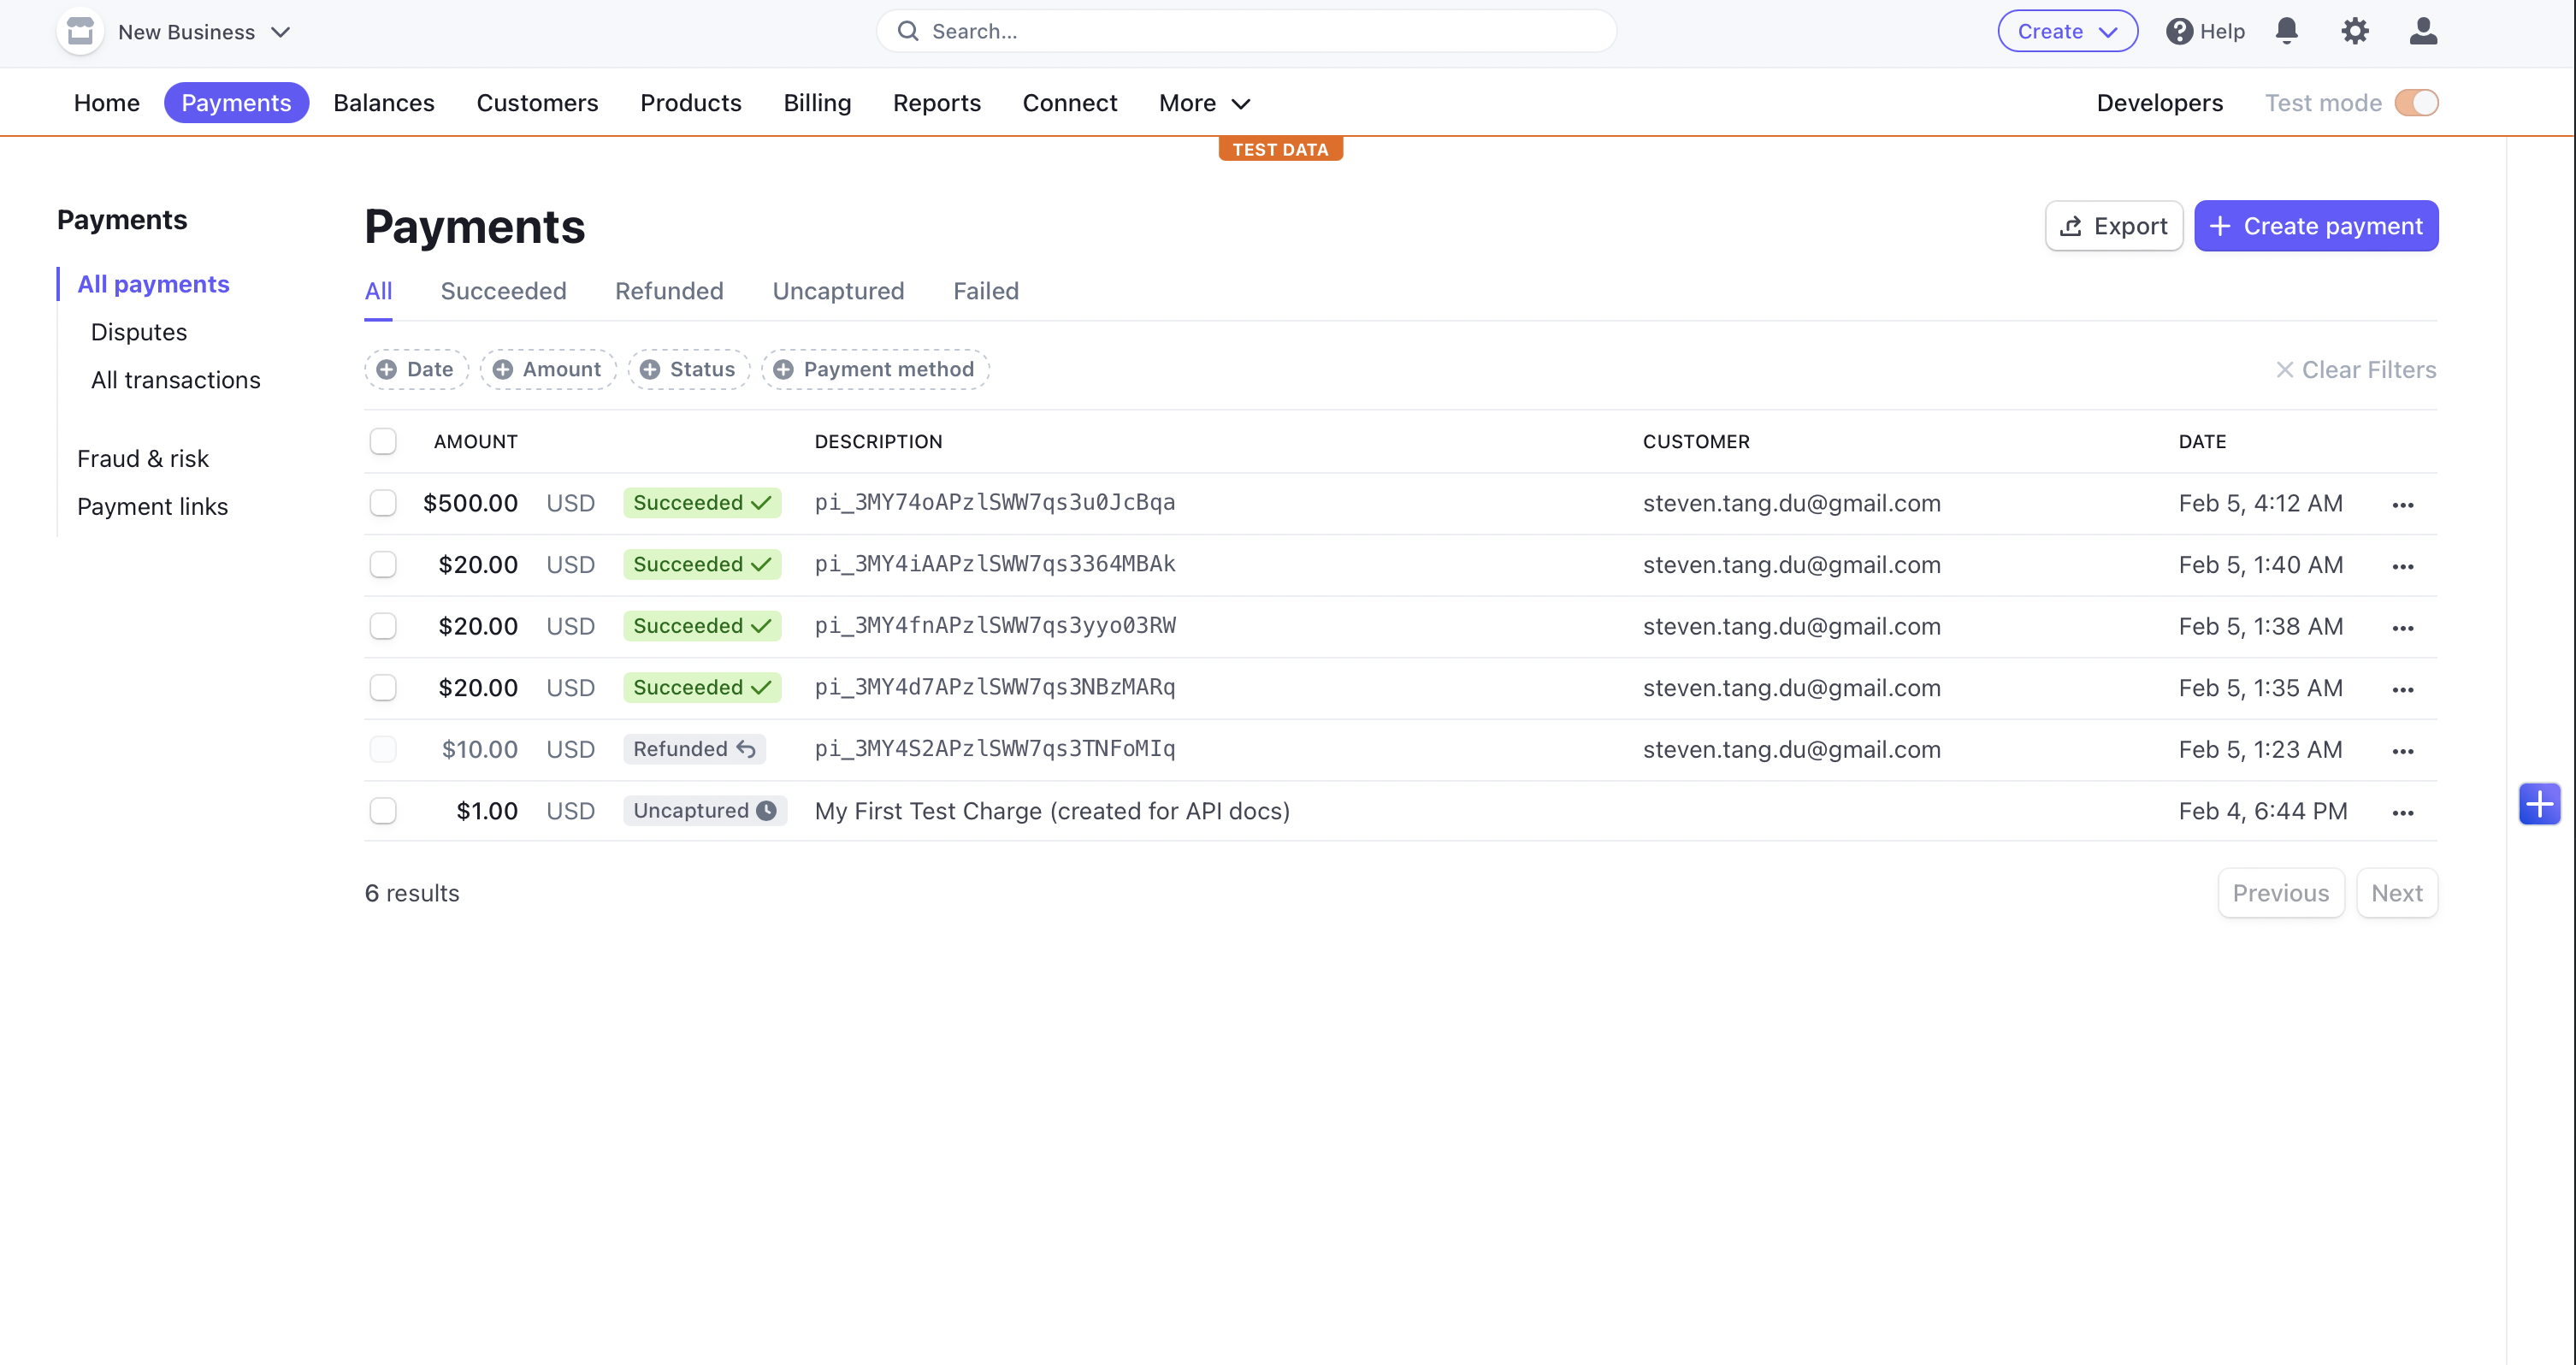 New Business
Search...
Create
Help
Home Payments Balances Customers Products Billing Reports Connect More
Developers Test mode
TEST DATA
Payments
All payments
Disputes
All transactions
Fraud & risk
Payment links
Payments
Export
Create payment
All Succeeded Refunded Uncaptured Failed
Date Amount Status Payment method
Clear Filters
AMOUNT DESCRIPTION CUSTOMER DATE
$500.00 USD Succeeded pi_3MY74oAPzlSWW7qs3u0JcBqa steven.tang.du@gmail.com Feb 5, 4:12 AM
$20.00 USD Succeeded pi_3MY4iAAPzlSWW7qs3364MBAk steven.tang.du@gmail.com Feb 5, 1:40 AM
$20.00 USD Succeeded pi_3MY4fnAPzlSWW7qs3yyo03RW steven.tang.du@gmail.com Feb 5, 1:38 AM
$20.00 USD Succeeded pi_3MY4d7APzlSWW7qs3NBzMARq steven.tang.du@gmail.com Feb 5, 1:35 AM
$10.00 USD Refunded pi_3MY4S2APzlSWW7qs3TNFoMIq steven.tang.du@gmail.com Feb 5, 1:23 AM
$1.00 USD Uncaptured My First Test Charge (created for API docs) Feb 4, 6:44 PM
6 results
Previous Next